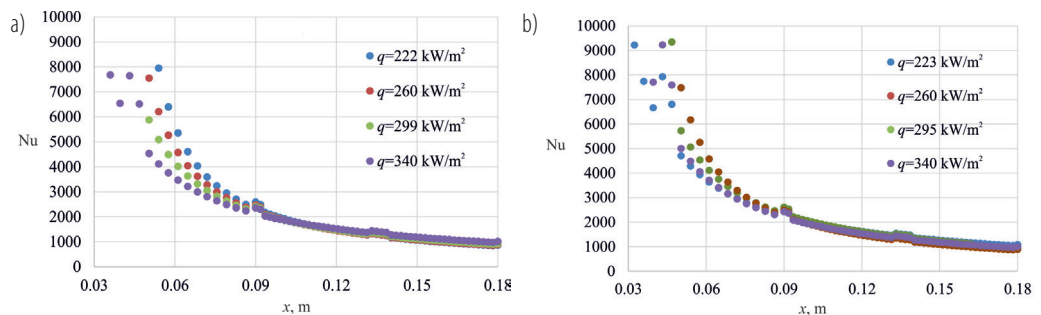 a)
10000
9000
8000
7000
6000
5000
4000
3000
2000
1000
0
Nu
q=222 kW/m²
q=260 kW/m²
q=299 kW/m²
q=340 kW/m²
0.03 0.06 0.09 0.12 0.15 0.18
x, m
b)
10000
9000
8000
7000
6000
5000
4000
3000
2000
1000
0
Nu
q=223 kW/m²
q=260 kW/m²
q=295 kW/m²
q=340 kW/m²
0.03 0.06 0.09 0.12 0.15 0.18
x, m